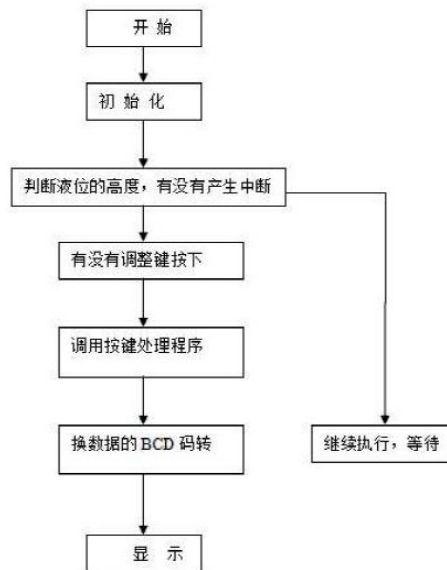 开 始
初 始 化
判断液位的高度，有没有产生中断
有没有调整键按下
调用按键处理程序
换数据的 BCD 码转
继续执行，等待
显 示